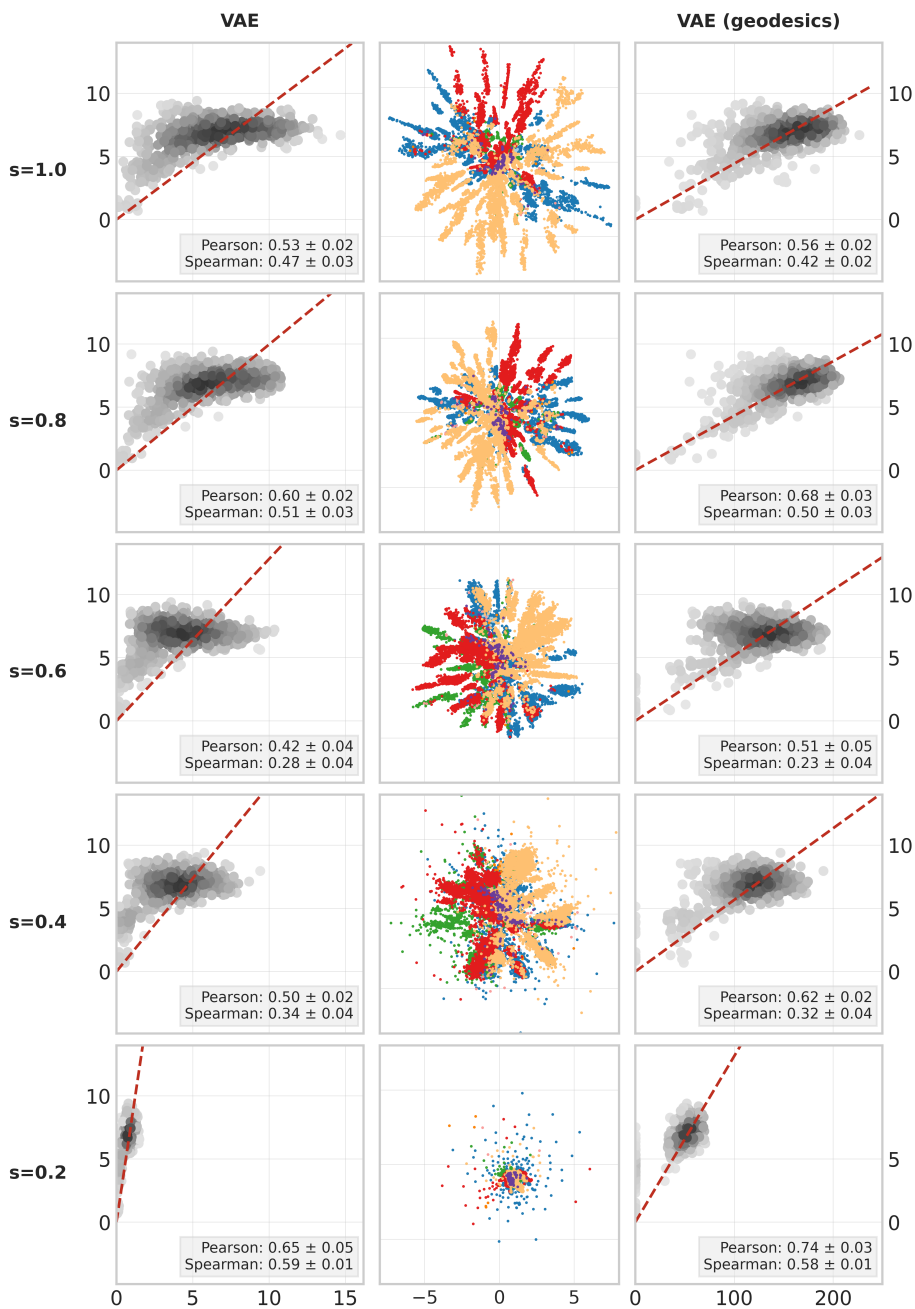 VAE
VAE (geodesics)
s=1.0
10
5
0
Pearson: 0.53 ± 0.02
Spearman: 0.47 ± 0.03
Pearson: 0.56 ± 0.02
Spearman: 0.42 ± 0.02
10
5
0
s=0.8
10
5
0
Pearson: 0.60 ± 0.02
Spearman: 0.51 ± 0.03
Pearson: 0.68 ± 0.03
Spearman: 0.50 ± 0.03
10
5
0
s=0.6
10
5
0
Pearson: 0.42 ± 0.04
Spearman: 0.28 ± 0.04
Pearson: 0.51 ± 0.05
Spearman: 0.23 ± 0.04
10
5
0
s=0.4
10
5
0
Pearson: 0.50 ± 0.02
Spearman: 0.34 ± 0.04
Pearson: 0.62 ± 0.02
Spearman: 0.32 ± 0.04
10
5
0
s=0.2
10
5
0
Pearson: 0.65 ± 0.05
Spearman: 0.59 ± 0.01
Pearson: 0.74 ± 0.03
Spearman: 0.58 ± 0.01
10
5
0
0 5 10 15
−5 0 5
0 100 200